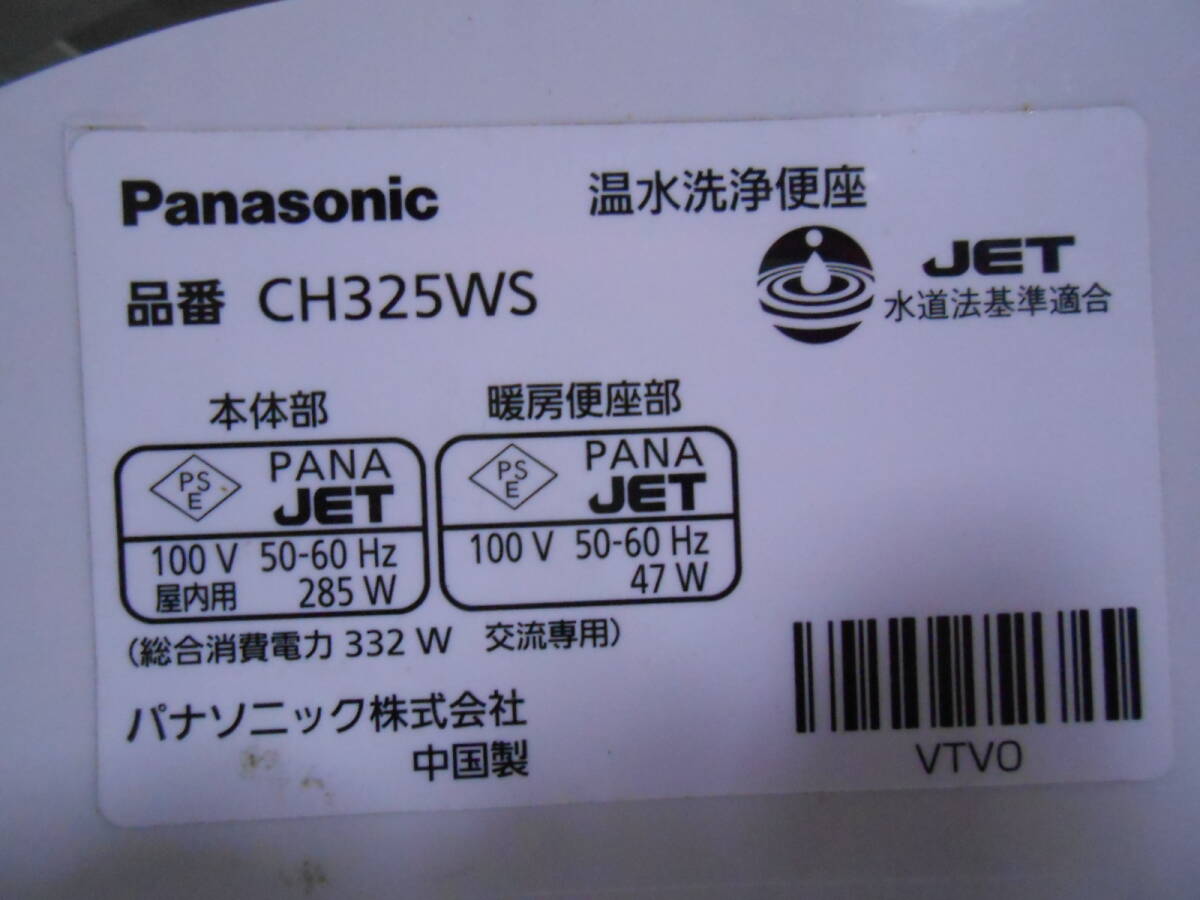 Panasonic 温水洗浄便座
品番 CH325WS
JET
水道法基準適合
本体部
PS
E
PANA
JET
100 V 50-60 Hz
屋内用 285 W
暖房便座部
PS
E
PANA
JET
100 V 50-60 Hz
47 W
(総合消費電力 332 W 交流専用)
パナソニック株式会社
中国製
VTVO